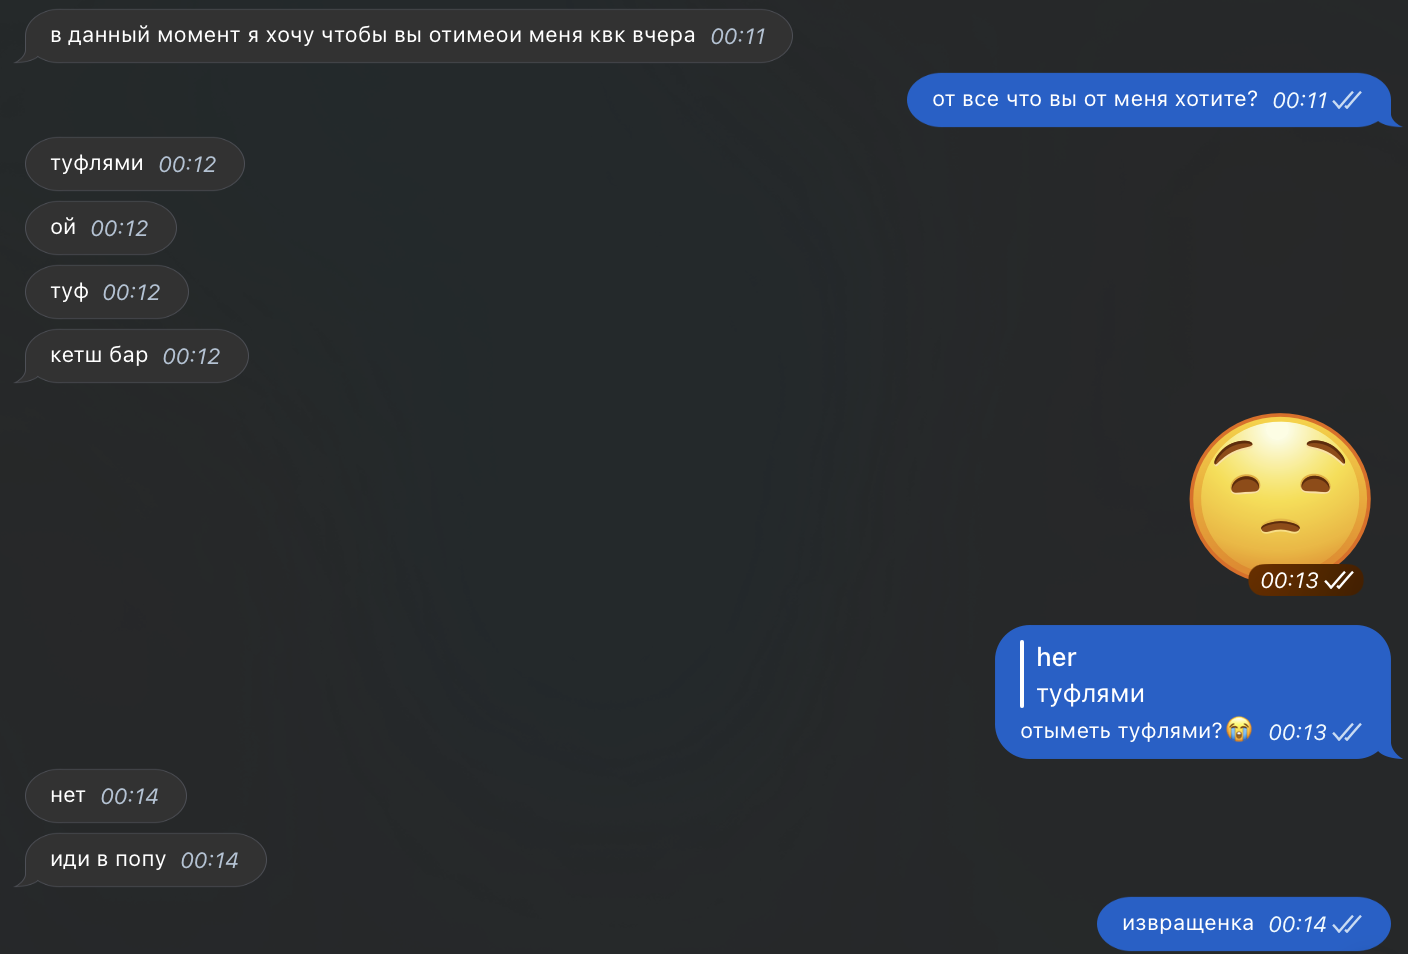 в данный момент я хочу чтобы вы отимеои меня квк вчера 00:11
от все что вы от меня хотите? 00:11
туфлями 00:12
ой 00:12
туф 00:12
кетш бар 00:12
00:13
her
туфлями
отыметь туфлями?😭 00:13
нет 00:14
иди в попу 00:14
извращенка 00:14